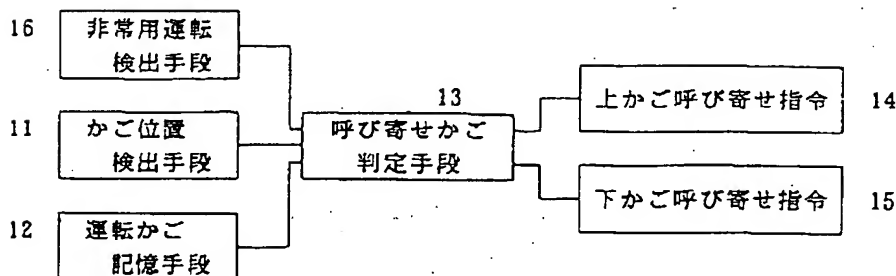 16
非常用運転
検出手段
11
かご位置
検出手段
12
運転かご
記憶手段
13
呼び寄せかご
判定手段
上かご呼び寄せ指令
14
下かご呼び寄せ指令
15